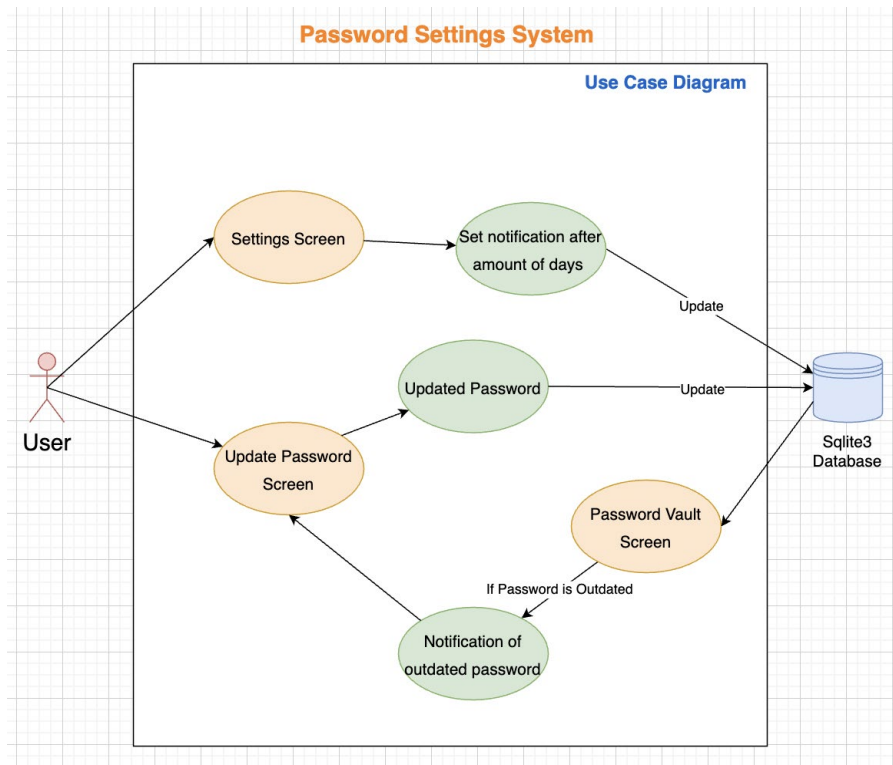 Password Settings System
Use Case Diagram
Settings Screen
Set notification after
amount of days
Update
Updated Password
Update
User
Update Password
Screen
Sqlite3
Database
Password Vault
Screen
If Password is Outdated
Notification of
outdated password